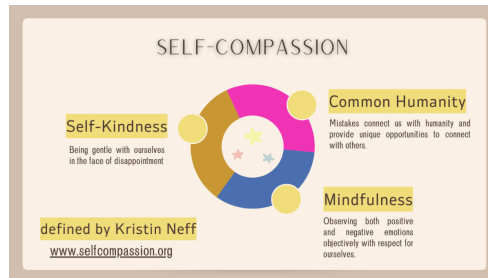 SELF-COMPASSION
Self-Kindness
Being gentle with ourselves
in the face of disappointment
Common Humanity
Mistakes connect us with humanity and
provide unique opportunities to connect
with others.
Mindfulness
Observing both positive
and negative emotions
objectively with respect for
ourselves.
defined by Kristin Neff
www.selfcompassion.org